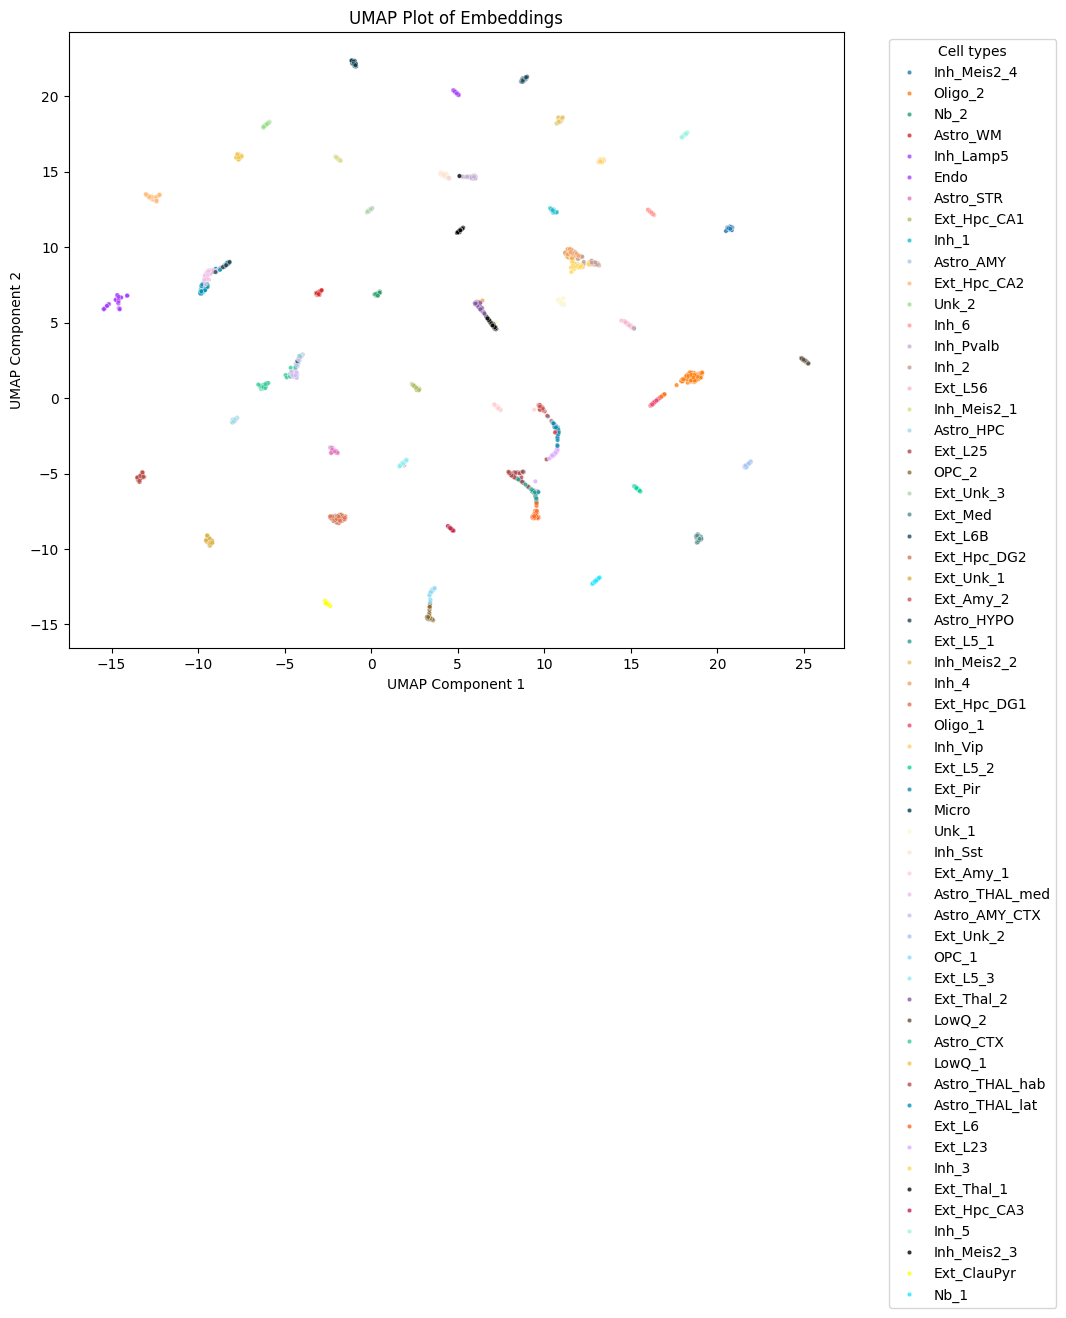 UMAP Plot of Embeddings
UMAP Component 2
20
15
10
5
0
−5
−10
−15
−15
−10
−5
0
5
10
15
20
25
UMAP Component 1
Cell types
Inh_Meis2_4
Oligo_2
Nb_2
Astro_WM
Inh_Lamp5
Endo
Astro_STR
Ext_Hpc_CA1
Inh_1
Astro_AMY
Ext_Hpc_CA2
Unk_2
Inh_6
Inh_Pvalb
Inh_2
Ext_L56
Inh_Meis2_1
Astro_HPC
Ext_L25
OPC_2
Ext_Unk_3
Ext_Med
Ext_L6B
Ext_Hpc_DG2
Ext_Unk_1
Ext_Amy_2
Astro_HYPO
Ext_L5_1
Inh_Meis2_2
Inh_4
Ext_Hpc_DG1
Oligo_1
Inh_Vip
Ext_L5_2
Ext_Pir
Micro
Unk_1
Inh_Sst
Ext_Amy_1
Astro_THAL_med
Astro_AMY_CTX
Ext_Unk_2
OPC_1
Ext_L5_3
Ext_Thal_2
LowQ_2
Astro_CTX
LowQ_1
Astro_THAL_hab
Astro_THAL_lat
Ext_L6
Ext_L23
Inh_3
Ext_Thal_1
Ext_Hpc_CA3
Inh_5
Inh_Meis2_3
Ext_ClauPyr
Nb_1